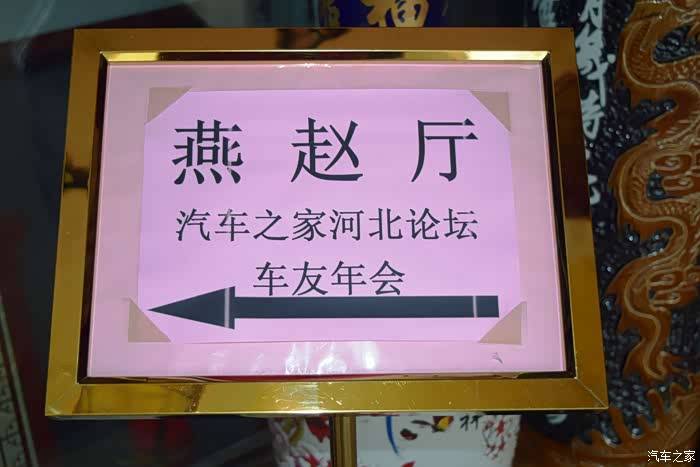 福
燕 赵 厅
汽车之家河北论坛
车友年会
汽车之家